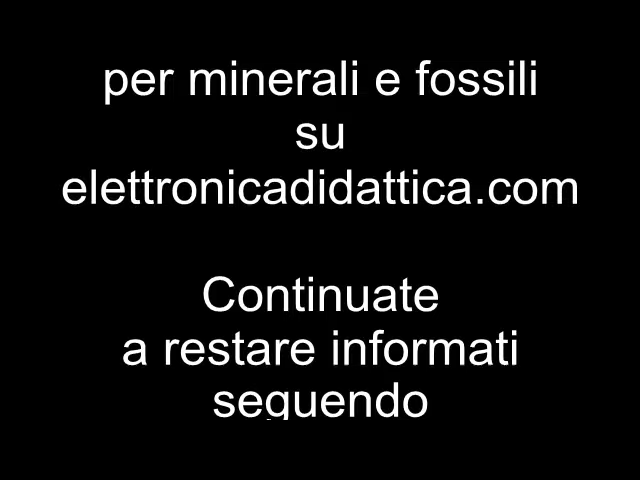 per minerali e fossili
su
elettronicadidattica.com
Continuate
a restare informati
seguendo